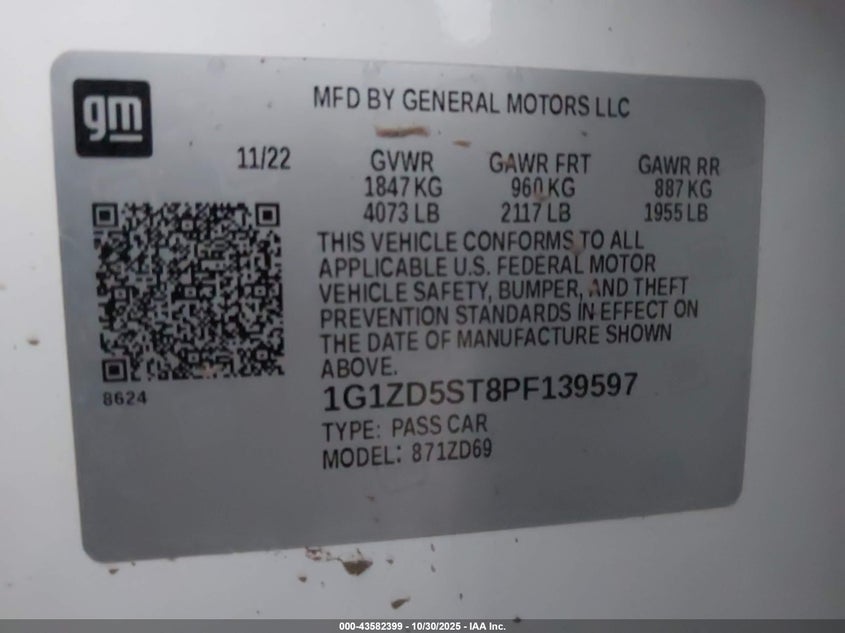 gm
MFD BY GENERAL MOTORS LLC
11/22 GVWR GAWR FRT GAWR RR
1847 KG 960 KG 887 KG
4073 LB 2117 LB 1955 LB
THIS VEHICLE CONFORMS TO ALL
APPLICABLE U.S. FEDERAL MOTOR
VEHICLE SAFETY, BUMPER, AND THEFT
PREVENTION STANDARDS IN EFFECT ON
THE DATE OF MANUFACTURE SHOWN
ABOVE.
8624
1G1ZD5ST8PF139597
TYPE: PASS CAR
MODEL: 871ZD69
000-43582399 - 10/30/2025 - IAA Inc.